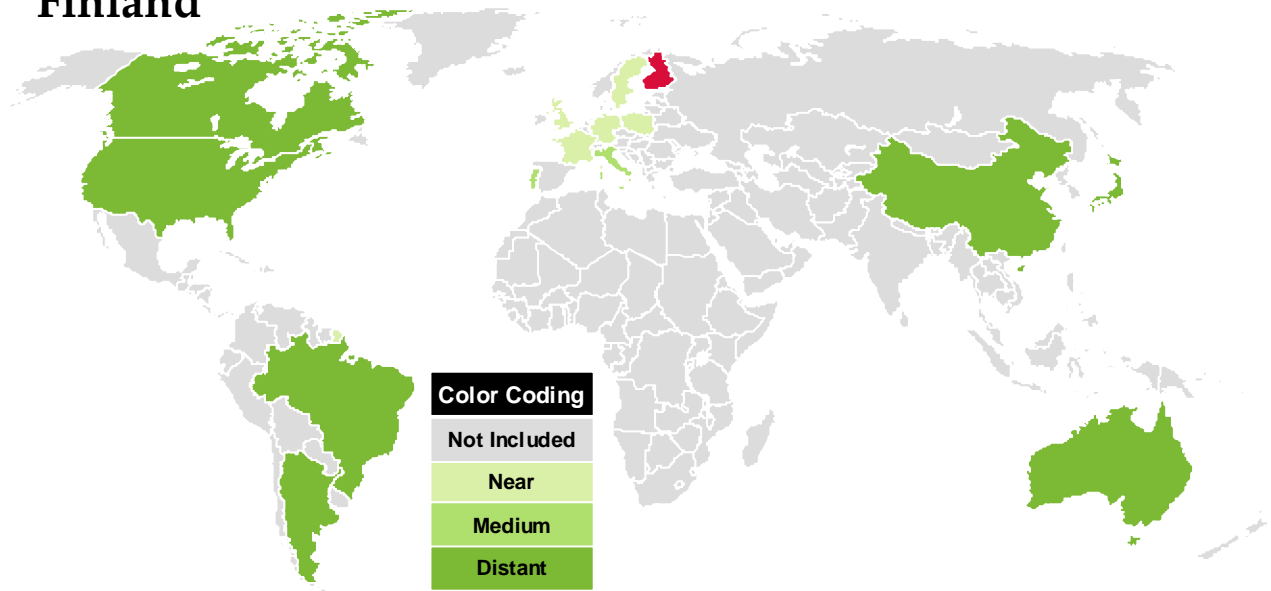 Finland
Color Coding
Not Included
Near
Medium
Distant